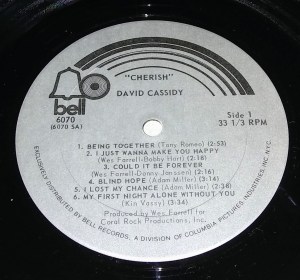 "CHERISH"
DAVID CASSIDY
bell
6070
(6070 SA)
Side 1
33 1/3 RPM
1. BEING TOGETHER (Tony Romeo) (2:53)
2. I JUST WANNA MAKE YOU HAPPY
(Wes Farrell-Bobby Hart) (2:16)
3. COULD IT BE FOREVER
(Wes Farrell-Danny Janssen) (2:16)
4. BLIND HOPE (Adam Miller) (2:34)
5. I LOST MY CHANCE (Adam Miller) (2:31)
6. MY FIRST NIGHT ALONE WITHOUT YOU
(Kin Vassy) (3:34)
Produced by Wes Farrell for
Coral Rock Productions, Inc.
EXCLUSIVELY DISTRIBUTED BY BELL RECORDS, A DIVISION OF COLUMBIA PICTURES INDUSTRIES, INC. NYC.